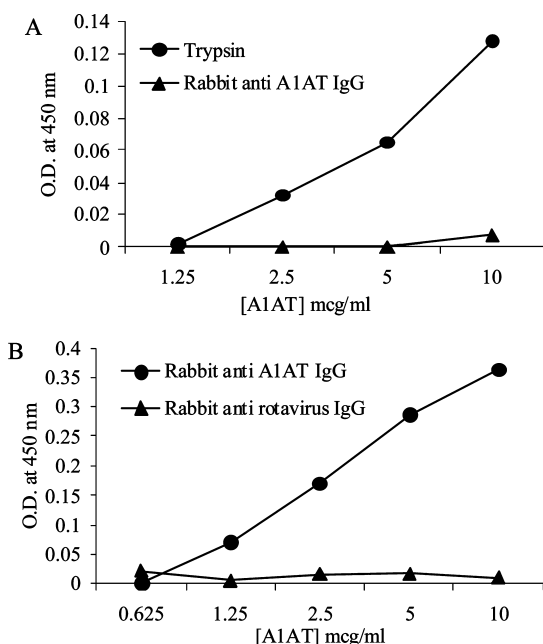 A
0.14
0.12
0.1
0.08
0.06
0.04
0.02
0
O.D. at 450 nm
Trypsin
Rabbit anti A1AT IgG
1.25 2.5 5 10
[A1AT] mcg/ml
B
0.4
0.35
0.3
0.25
0.2
0.15
0.1
0.05
0
O.D. at 450 nm
Rabbit anti A1AT IgG
Rabbit anti rotavirus IgG
0.625 1.25 2.5 5 10
[A1AT] mcg/ml